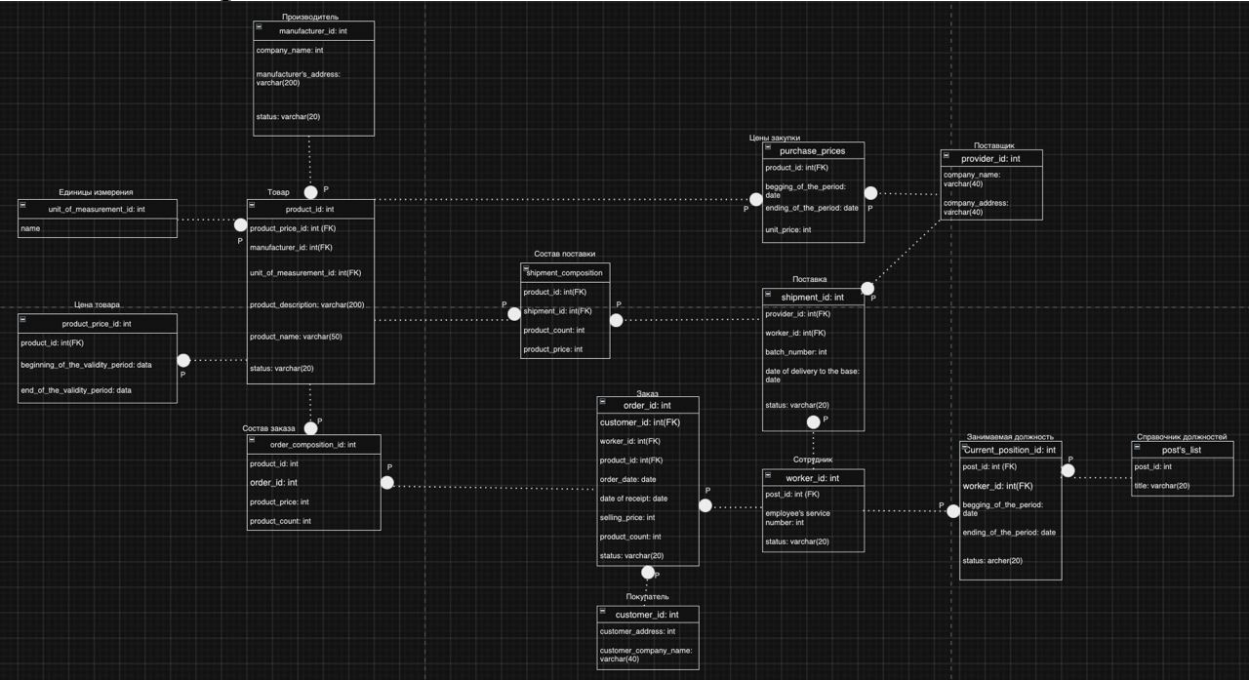 Производитель
manufacturer_id: int
company_name: int
manufacturer's_address:
varchar(200)
status: varchar(20)
P
Единицы измерения
unit_of_measurement_id: int
name
P
Товар
product_id: int
product_price_id: int (FK)
manufacturer_id: int(FK)
unit_of_measurement_id: int(FK)
product_description: varchar(200)
product_name: varchar(50)
status: varchar(20)
Цена товара
product_price_id: int
product_id: int(FK)
beginning_of_the_validity_period: data
end_of_the_validity_period: data
P
P
Состав заказа
order_composition_id: int
product_id: int
order_id: int
product_price: int
product_count: int
P
Состав поставки
shipment_composition
product_id: int(FK)
shipment_id: int(FK)
product_count: int
product_price: int
P
P
Цены закупки
purchase_prices
product_id: int(FK)
begging_of_the_period:
date
ending_of_the_period: date
unit_price: int
P
P
Поставщик
provider_id: int
company_name:
varchar(40)
company_address:
varchar(40)
Поставка
shipment_id: int
provider_id: int(FK)
worker_id: int(FK)
batch_number: int
date of delivery to the base:
date
status: varchar(20)
P
P
Заказ
order_id: int
customer_id: int(FK)
worker_id: int(FK)
product_id: int(FK)
order_date: date
date of receipt: date
selling_price: int
product_count: int
status: varchar(20)
P
P
Покупатель
customer_id: int
customer_address: int
customer_company_name:
varchar(40)
Сотрудник
worker_id: int
post_id: int (FK)
employee's service
number: int
status: varchar(20)
Занимаемая должность
Current_position_id: int
post_id: int (FK)
worker_id: int(FK)
begging_of_the_period:
date
ending_of_the_period: date
status: archer(20)
P
P
Справочник должностей
post's_list
post_id: int
title: varchar(20)